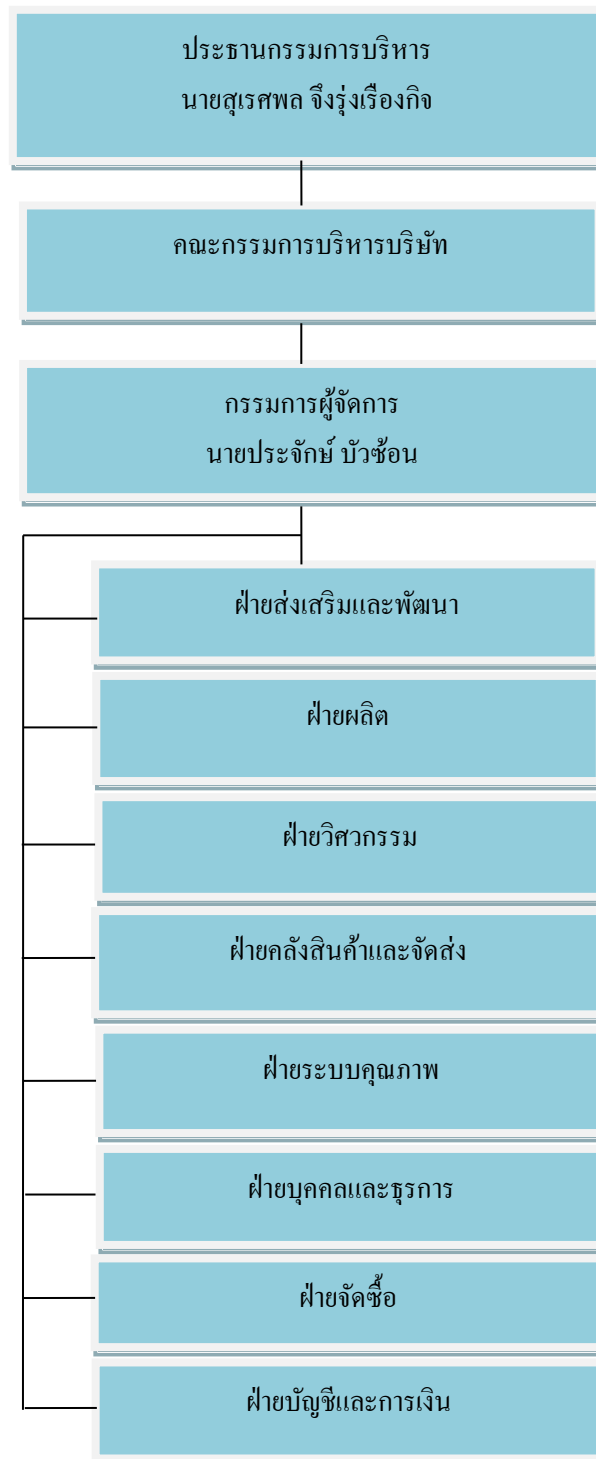 ประธานกรรมการบริหาร
นายสุเรศพล จึงรุ่งเรืองกิจ
คณะกรรมการบริหารบริษัท
กรรมการผู้จัดการ
นายประจักษ์ บัวซ้อน
ฝ่ายส่งเสริมและพัฒนา
ฝ่ายผลิต
ฝ่ายวิศวกรรม
ฝ่ายคลังสินค้าและจัดส่ง
ฝ่ายระบบคุณภาพ
ฝ่ายบุคคลและธุรการ
ฝ่ายจัดซื้อ
ฝ่ายบัญชีและการเงิน